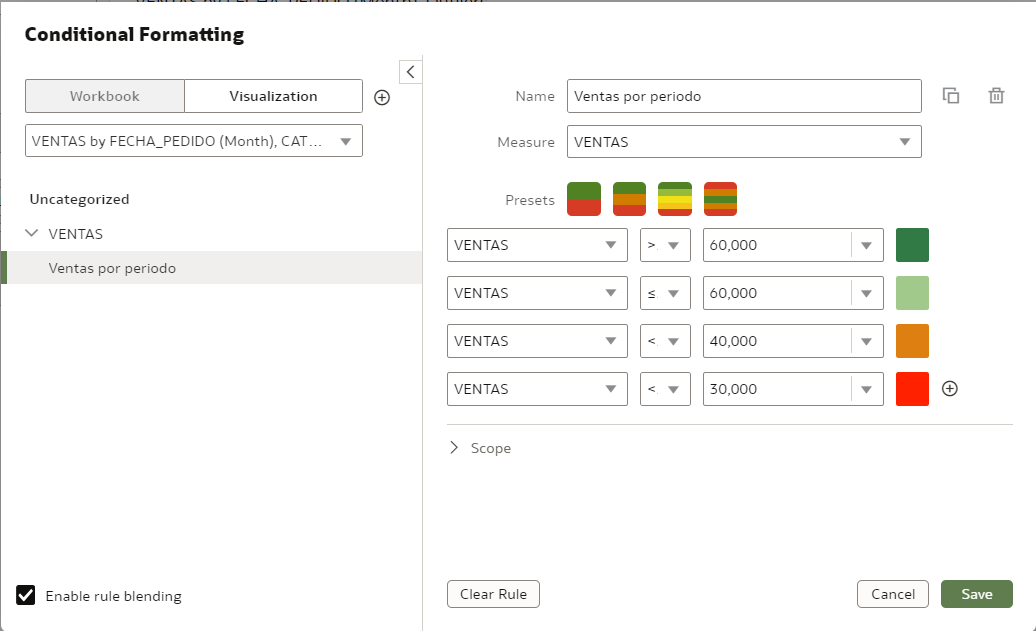 Conditional Formatting
Workbook
Visualization
VENTAS by FECHA_PEDIDO (Month), CAT...
Uncategorized
VENTAS
Ventas por periodo
Enable rule blending
Name
Ventas por periodo
Measure
VENTAS
Presets
VENTAS > 60,000
VENTAS ≤ 60,000
VENTAS < 40,000
VENTAS < 30,000
Scope
Clear Rule
Cancel
Save